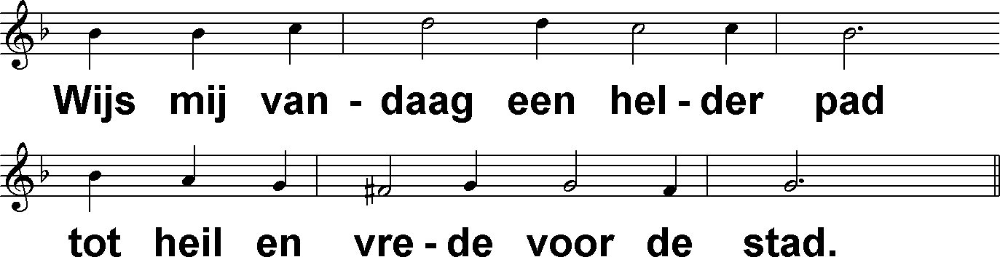 Wijs mij van - daag een hel - der pad
tot heil en vre - de voor de stad.